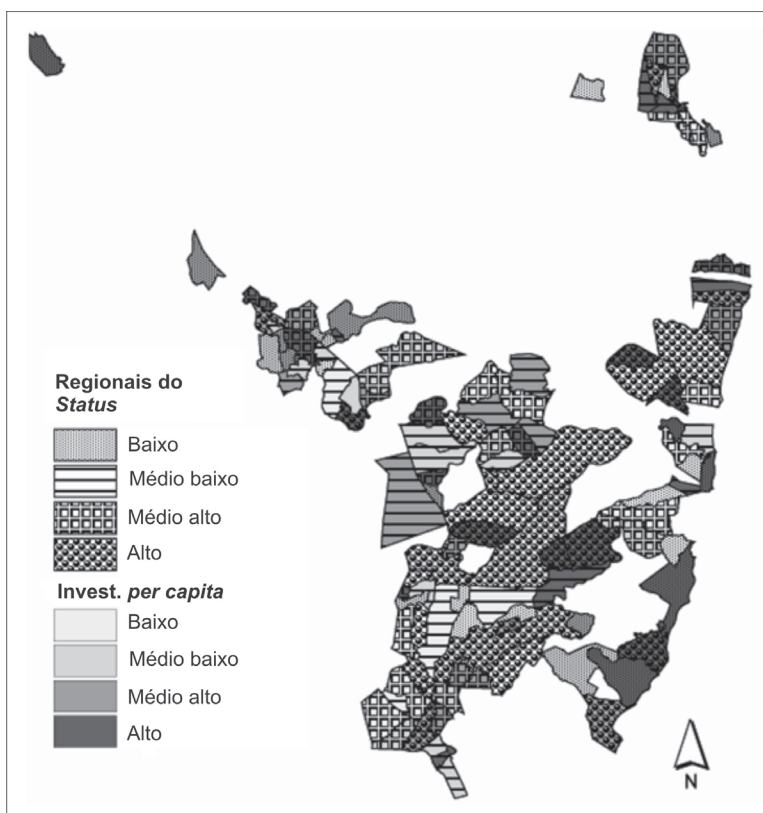 Regionais do
Status
Baixo
Médio baixo
Médio alto
Alto
Invest. per capita
Baixo
Médio baixo
Médio alto
Alto
N